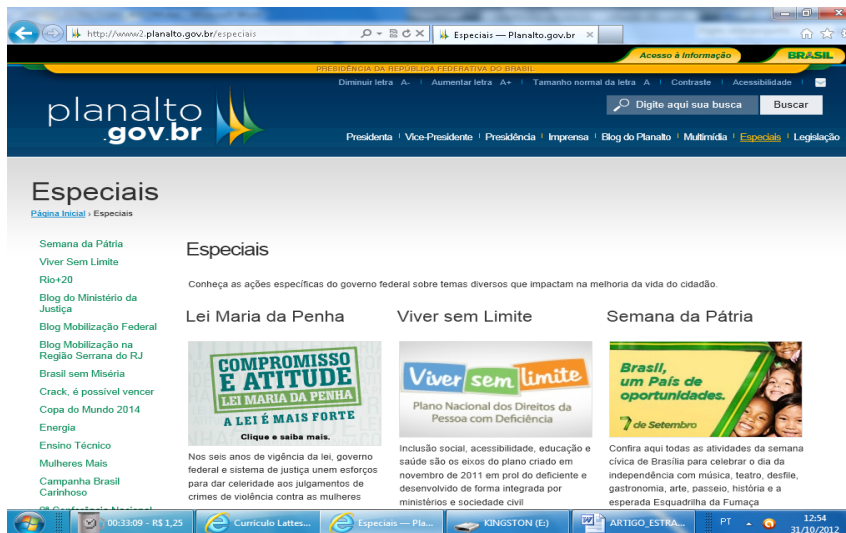 http://www2.planalto.gov.br/especiais
Especiais — Planalto.gov.br
Acesso à Informação
BRASIL
PRESIDÊNCIA DA REPÚBLICA FEDERATIVA DO BRASIL
Diminuir letra A- Aumentar letra A+ Tamanho normal da letra A Contraste Acessibilidade
planalto
.gov.br
Digite aqui sua busca Buscar
Presidenta Vice-Presidente Presidência Imprensa Blog do Planalto Multimídia Especiais Legislação
Especiais
Página Inicial › Especiais
Semana da Pátria
Viver Sem Limite
Rio+20
Blog do Ministério da
Justiça
Blog Mobilização Federal
Blog Mobilização na
Região Serrana do RJ
Brasil sem Miséria
Crack, é possível vencer
Copa do Mundo 2014
Energia
Ensino Técnico
Mulheres Mais
Campanha Brasil
Carinhoso
Especiais
Conheça as ações específicas do governo federal sobre temas diversos que impactam na melhoria da vida do cidadão.
Lei Maria da Penha
COMPROMISSO
E ATITUDE
LEI MARIA DA PENHA
A LEI É MAIS FORTE
Clique e saiba mais.
Nos seis anos de vigência da lei, governo
federal e sistema de justiça unem esforços
para dar celeridade aos julgamentos de
crimes de violência contra as mulheres
Viver sem Limite
Viver sem limite
Plano Nacional dos Direitos da
Pessoa com Deficiência
Inclusão social, acessibilidade, educação e
saúde são os eixos do plano criado em
novembro de 2011 em prol do deficiente e
desenvolvido de forma integrada por
ministérios e sociedade civil
Semana da Pátria
Brasil,
um País de
oportunidades.
7 de Setembro
Confira aqui todas as atividades da semana
cívica de Brasília para celebrar o dia da
independência com música, teatro, desfile,
gastronomia, arte, passeio, história e a
esperada Esquadrilha da Fumaça
00:33:09 - R$ 1,25
Currículo Lattes...
Especiais — Pla...
KINGSTON (E:)
ARTIGO_ESTRA...
PT
12:54
31/10/2012